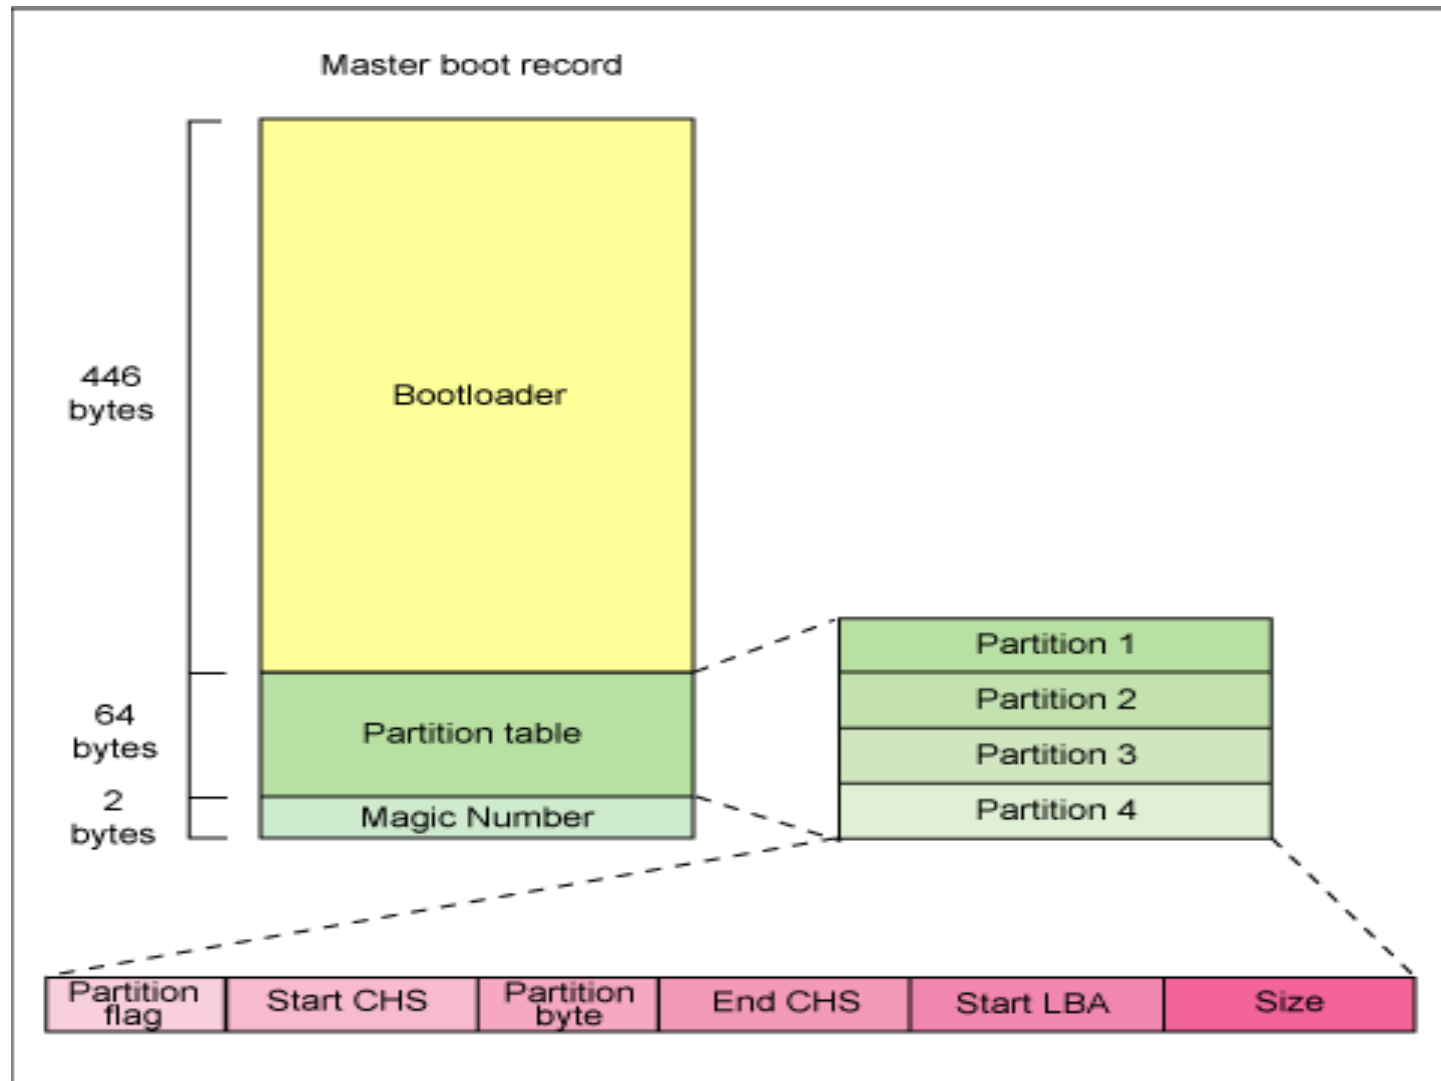 Master boot record
446
bytes
Bootloader
64
bytes
Partition table
2
bytes
Magic Number
Partition 1
Partition 2
Partition 3
Partition 4
Partition
flag
Start CHS
Partition
byte
End CHS
Start LBA
Size